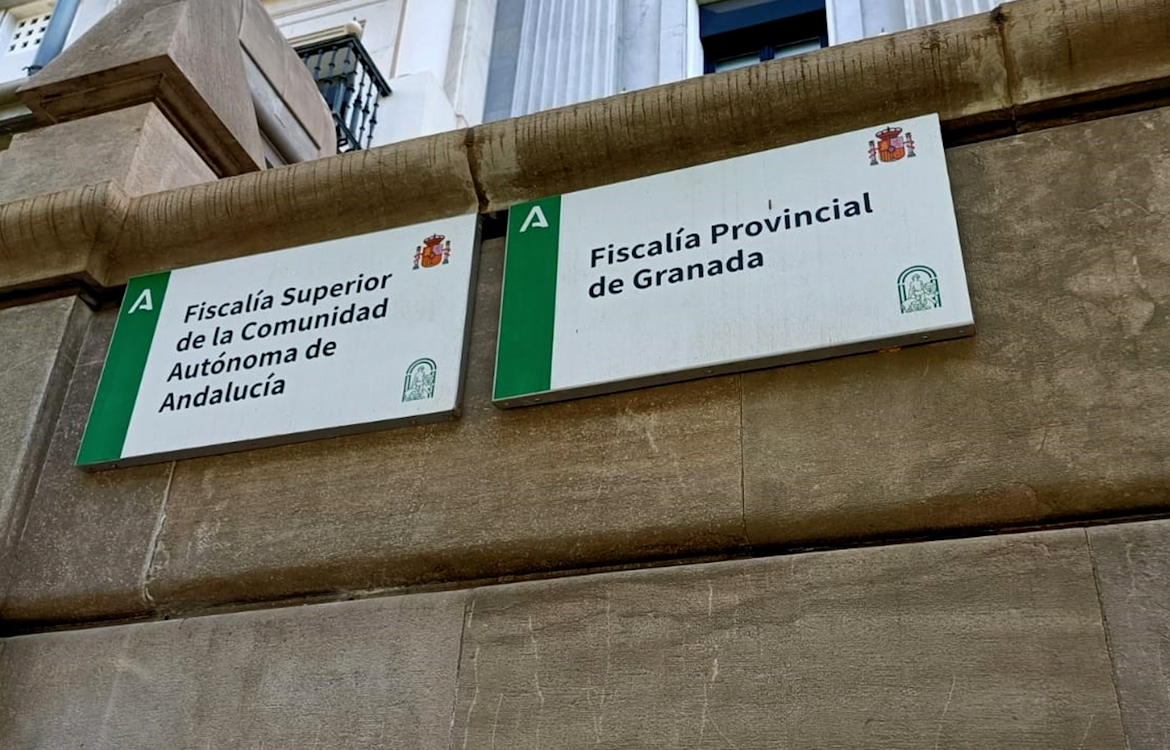 A
Fiscalía Superior
de la Comunidad
Autónoma de
Andalucía
A
Fiscalía Provincial
de Granada